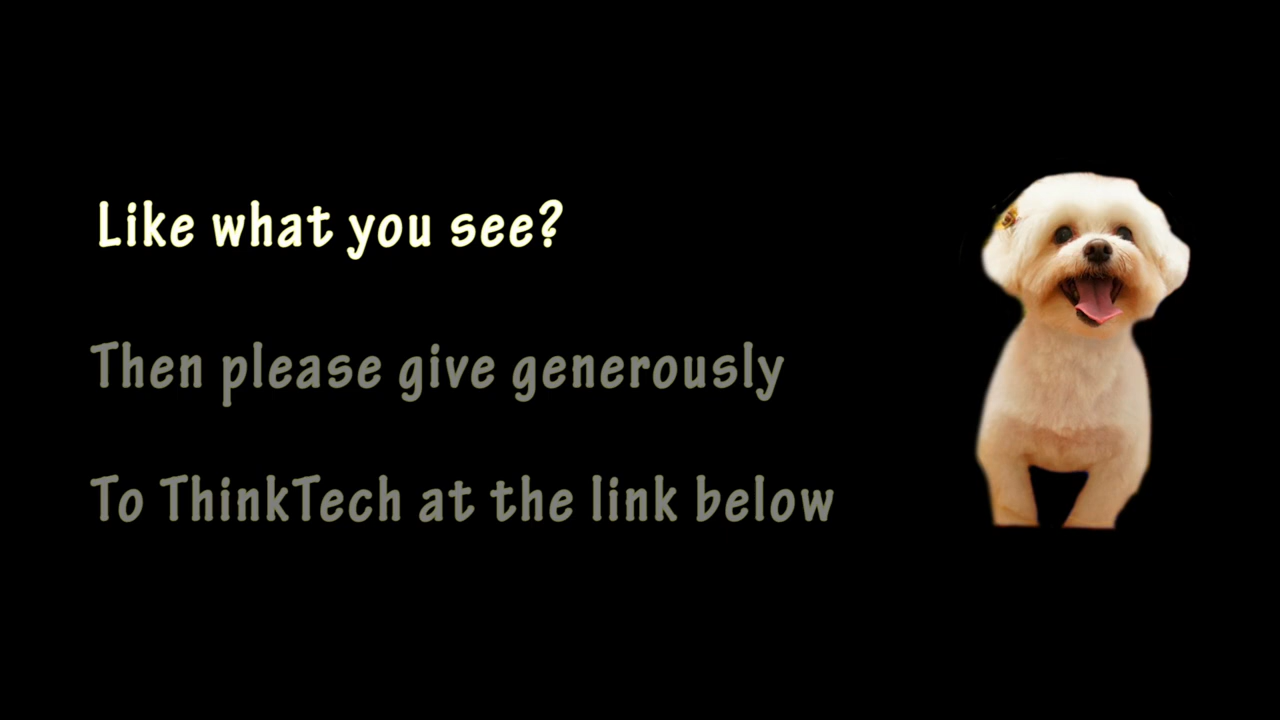 Like what you see?
Then please give generously
To ThinkTech at the link below